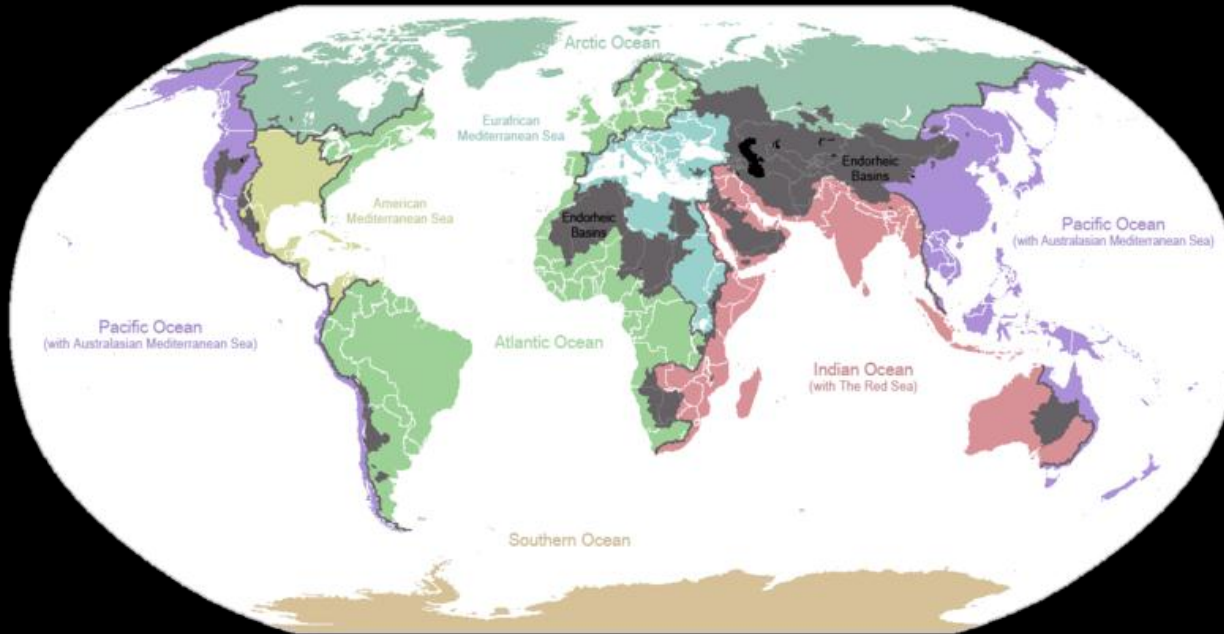 Arctic Ocean
Eurafrican
Mediterranean Sea
Endorheic
Basins
American
Mediterranean Sea
Endorheic
Basins
Pacific Ocean
(with Australasian Mediterranean Sea)
Pacific Ocean
(with Australasian Mediterranean Sea)
Atlantic Ocean
Indian Ocean
(with The Red Sea)
Southern Ocean